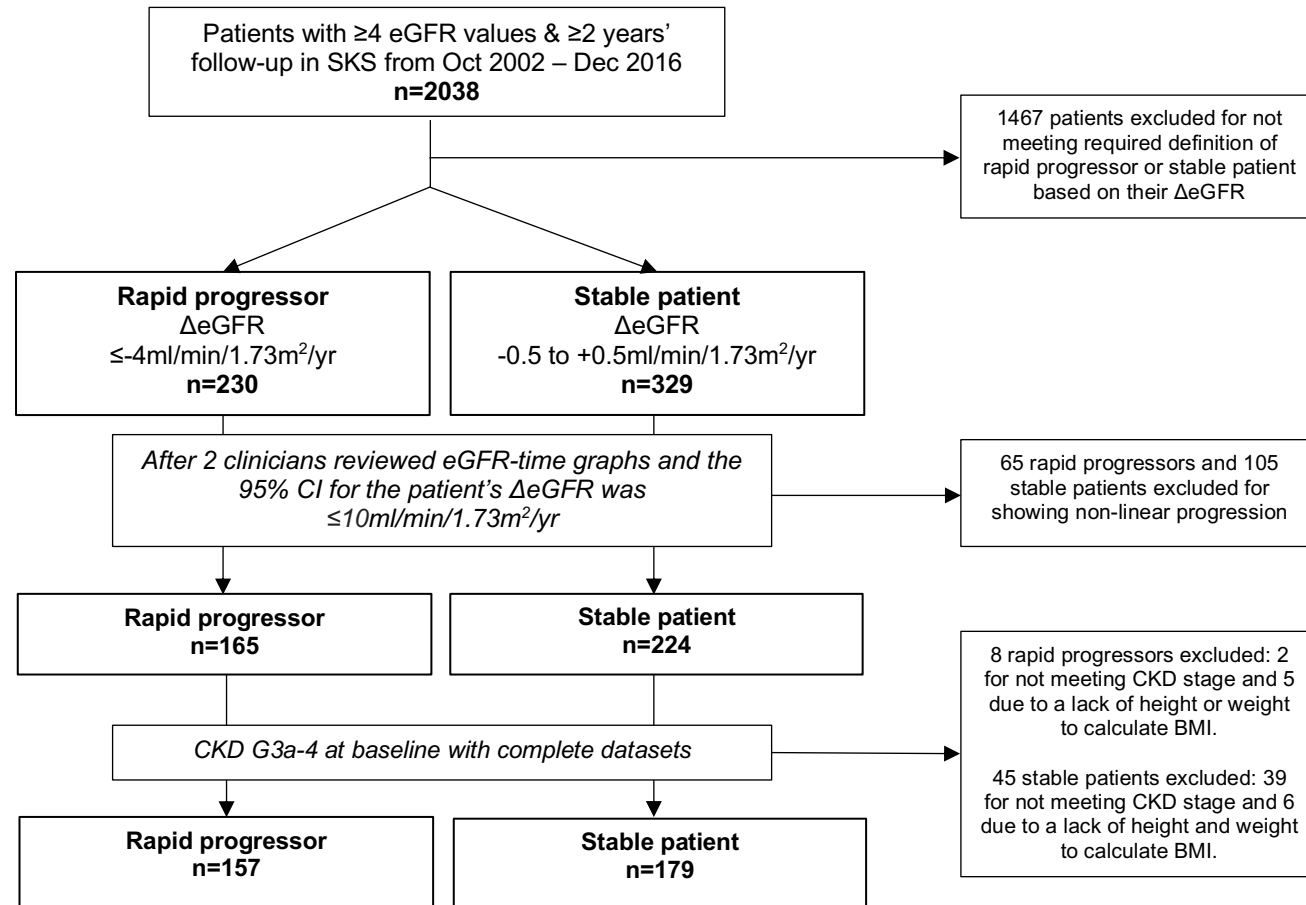 Patients with ≥4 eGFR values & ≥2 years’
follow-up in SKS from Oct 2002 – Dec 2016
n=2038
1467 patients excluded for not
meeting required definition of
rapid progressor or stable patient
based on their ΔeGFR
Rapid progressor
ΔeGFR
≤-4ml/min/1.73m²/yr
n=230
Stable patient
ΔeGFR
-0.5 to +0.5ml/min/1.73m²/yr
n=329
After 2 clinicians reviewed eGFR-time graphs and the
95% CI for the patient’s ΔeGFR was
≤10ml/min/1.73m²/yr
65 rapid progressors and 105
stable patients excluded for
showing non-linear progression
Rapid progressor
n=165
Stable patient
n=224
8 rapid progressors excluded: 2
for not meeting CKD stage and 5
due to a lack of height or weight
to calculate BMI.
45 stable patients excluded: 39
for not meeting CKD stage and 6
due to a lack of height and weight
to calculate BMI.
CKD G3a-4 at baseline with complete datasets
Rapid progressor
n=157
Stable patient
n=179